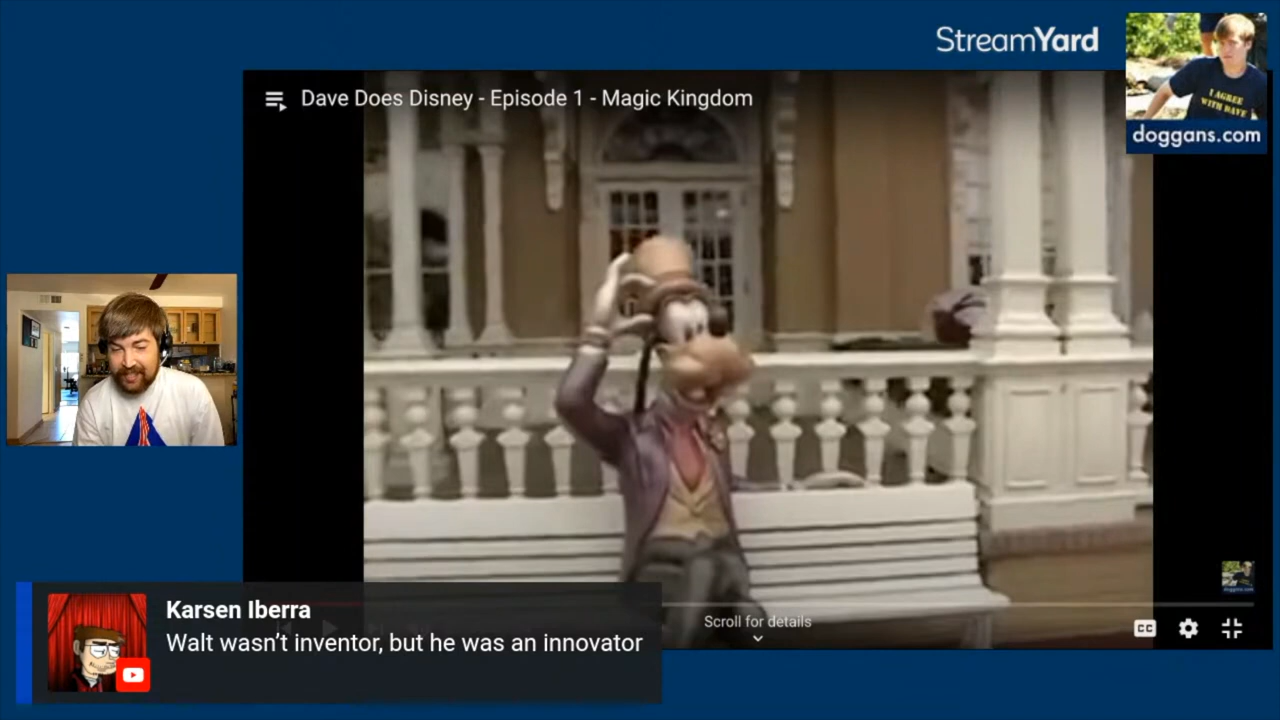 StreamYard
Dave Does Disney - Episode 1 - Magic Kingdom
I AGREE
WITH DAVE
doggans.com
Karsen Iberra
Walt wasn't inventor, but he was an innovator
Scroll for details
CC